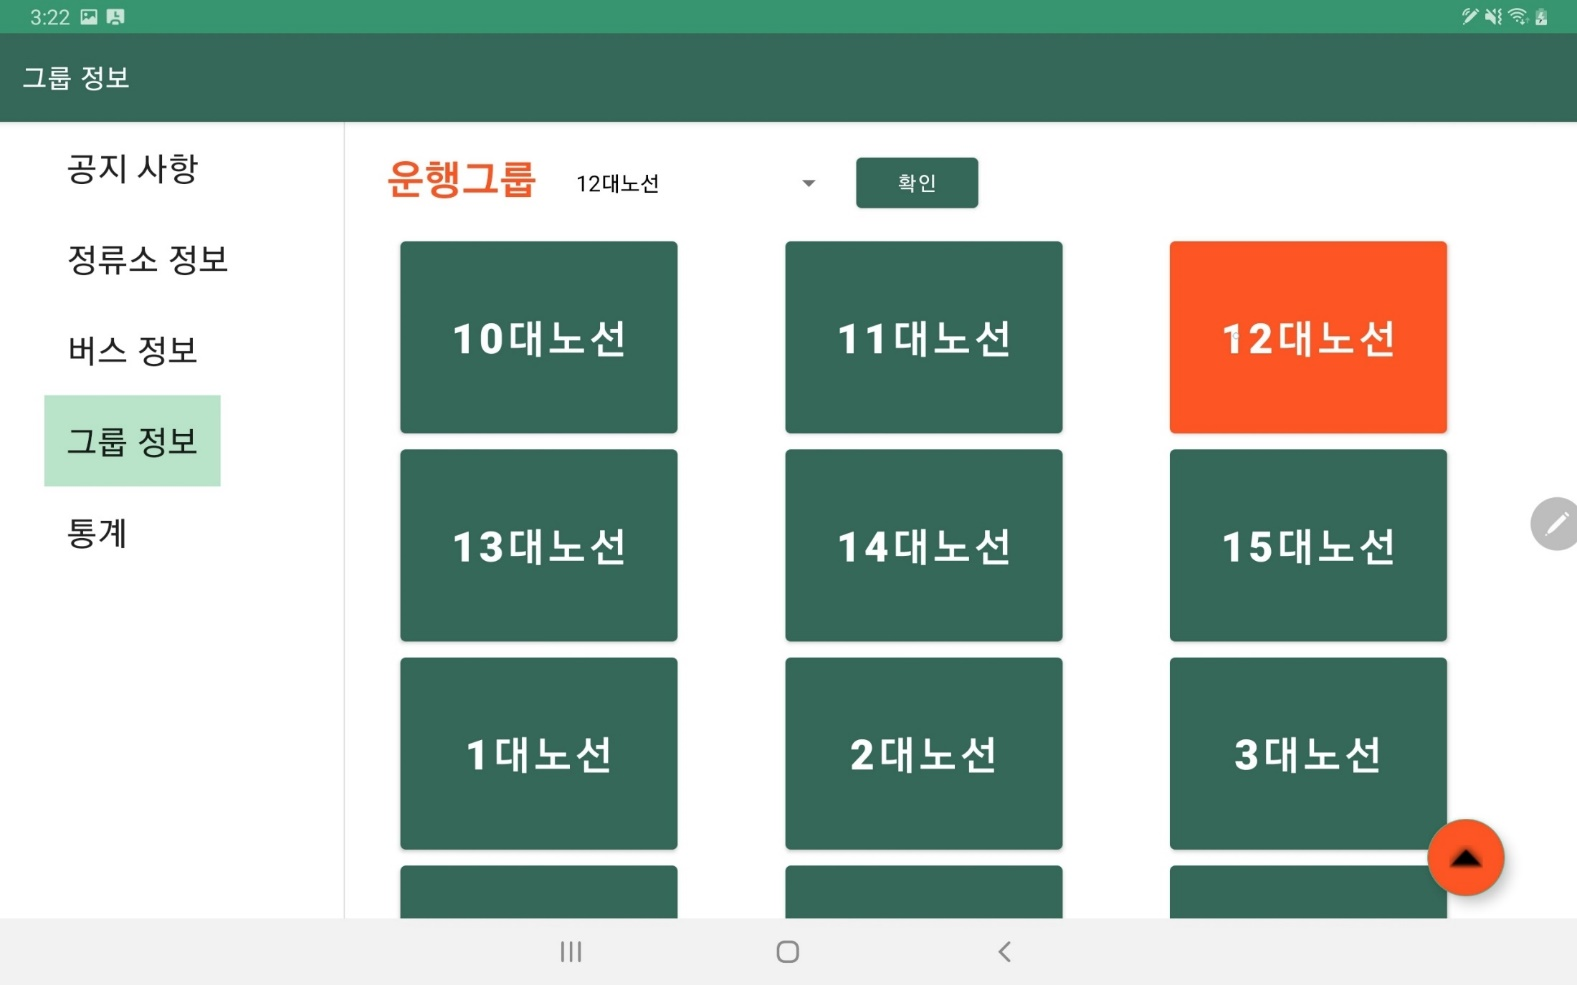 3:22
그룹 정보
공지 사항
정류소 정보
버스 정보
그룹 정보
통계
운행그룹 12대노선 확인
10대노선 11대노선 12대노선
13대노선 14대노선 15대노선
1대노선 2대노선 3대노선